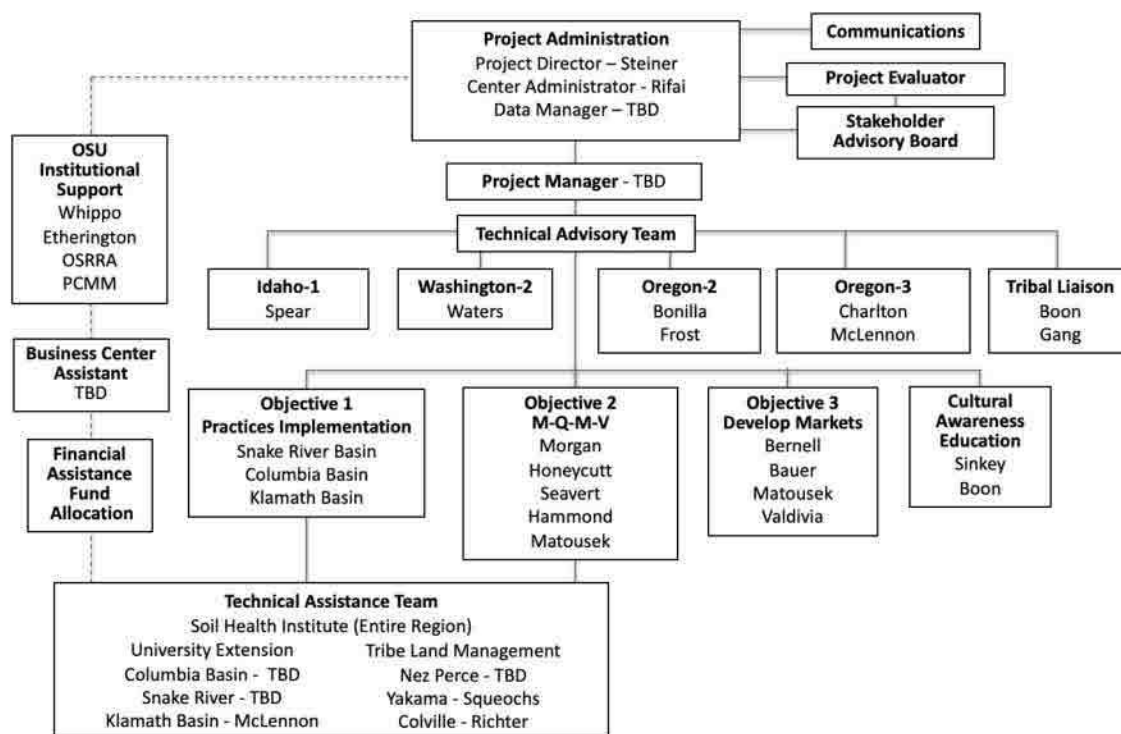 Project Administration
Project Director – Steiner
Center Administrator - Rifai
Data Manager – TBD
Communications
Project Evaluator
Stakeholder
Advisory Board
OSU
Institutional
Support
Whippo
Etherington
OSRRA
PCMM
Project Manager - TBD
Technical Advisory Team
Idaho-1
Spear
Washington-2
Waters
Oregon-2
Bonilla
Frost
Oregon-3
Charlton
McLennon
Tribal Liaison
Boon
Gang
Business Center
Assistant
TBD
Financial
Assistance
Fund
Allocation
Objective 1
Practices Implementation
Snake River Basin
Columbia Basin
Klamath Basin
Objective 2
M-Q-M-V
Morgan
Honeycutt
Seavert
Hammond
Matousek
Objective 3
Develop Markets
Bernell
Bauer
Matousek
Valdivia
Cultural
Awareness
Education
Sinkey
Boon
Technical Assistance Team
Soil Health Institute (Entire Region)
University Extension
Columbia Basin - TBD
Snake River - TBD
Klamath Basin - McLennon
Tribe Land Management
Nez Perce - TBD
Yakama - Squeochs
Colville - Richter